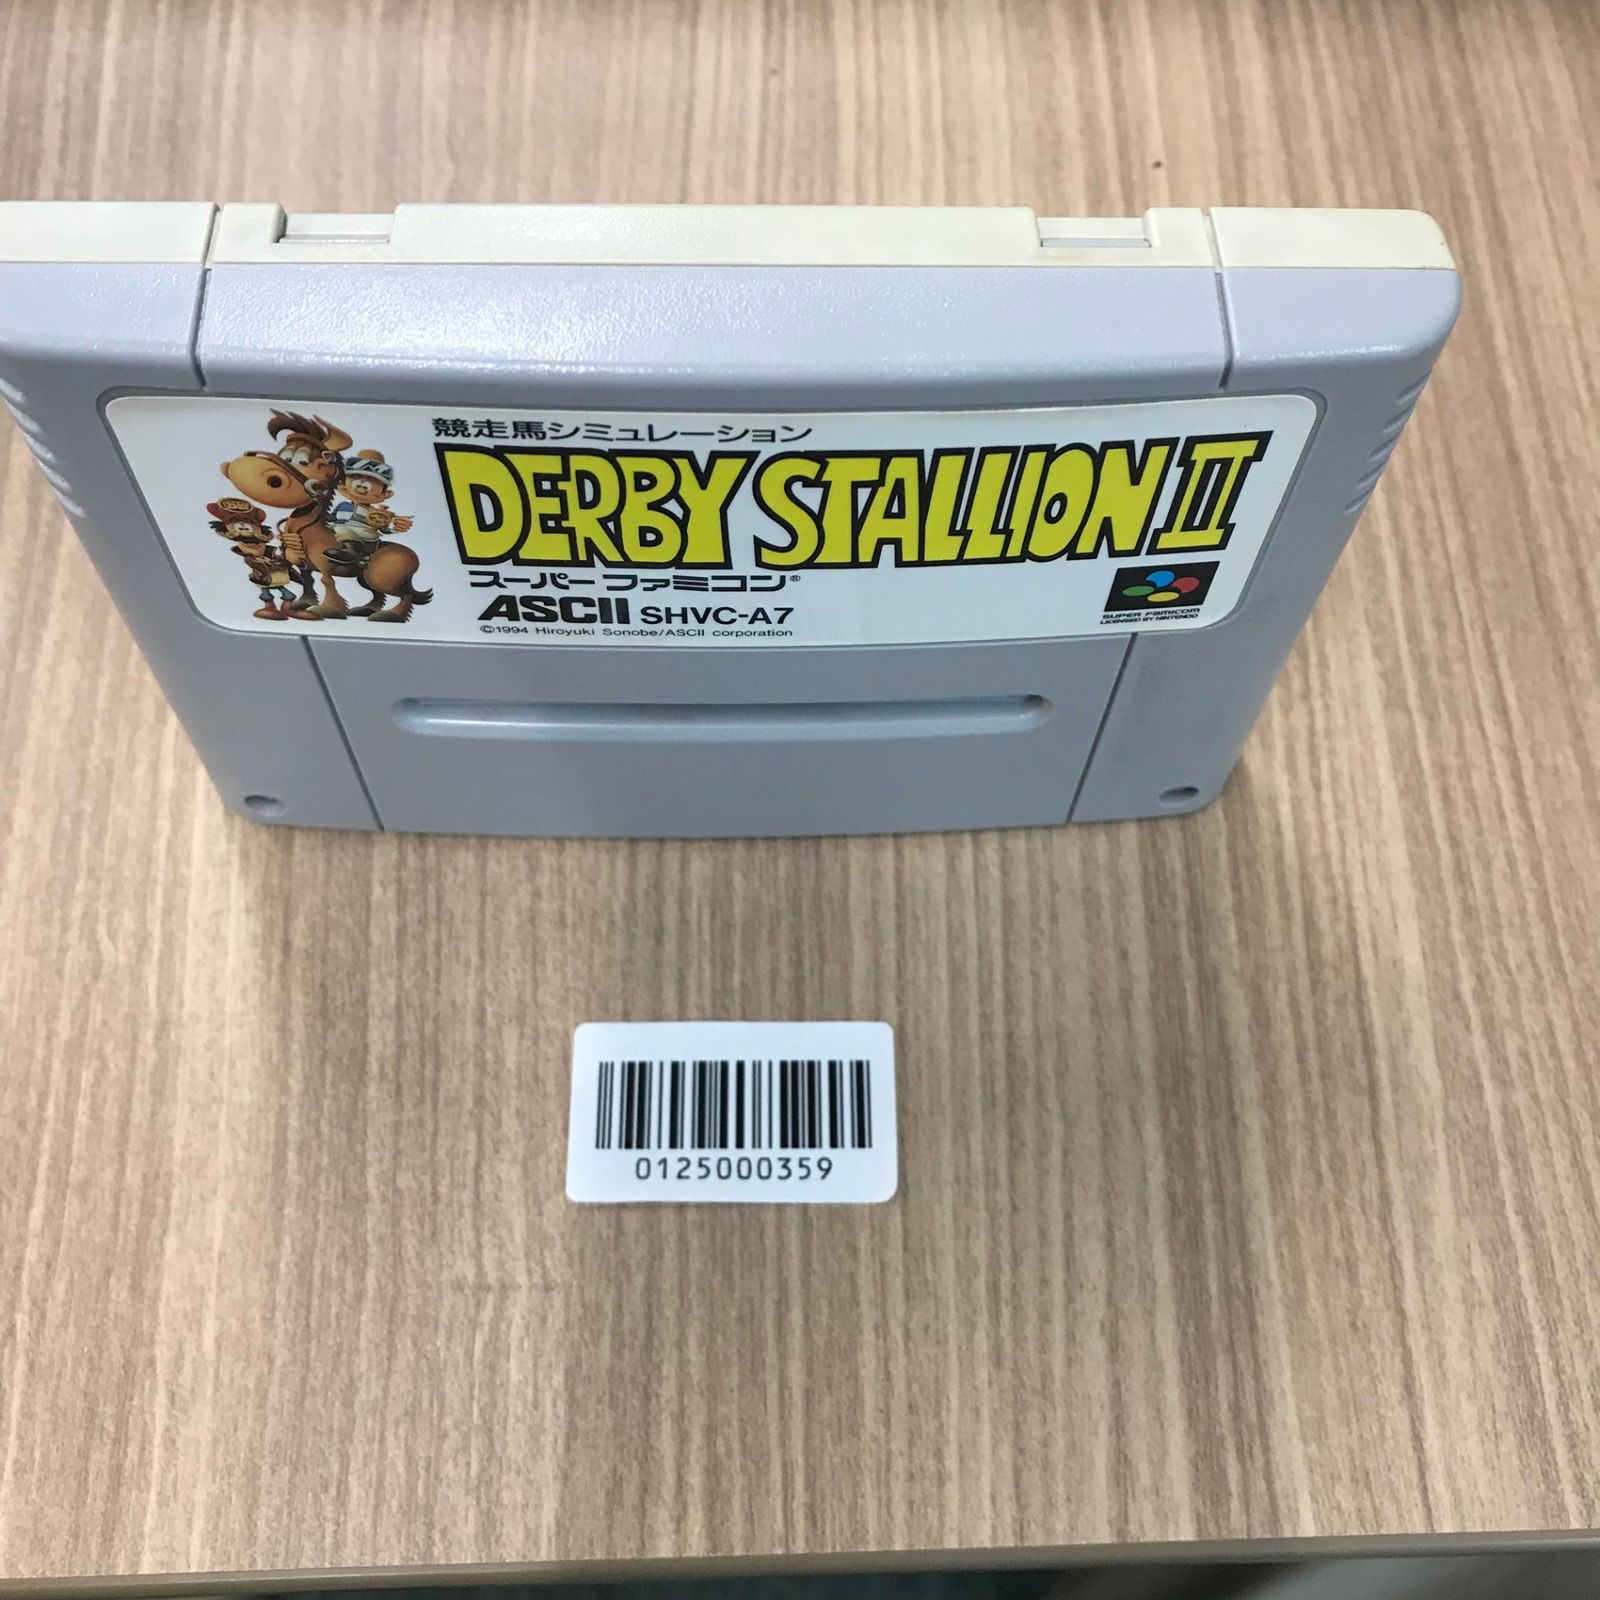 競走馬シミュレーション
DERBY STALLION II
スーパーファミコン®
ASCII SHVC-A7
©1994 Hiroyuki Sonobe/ASCII corporation
SUPER FAMICOM
LICENSED BY NINTENDO
0125000359